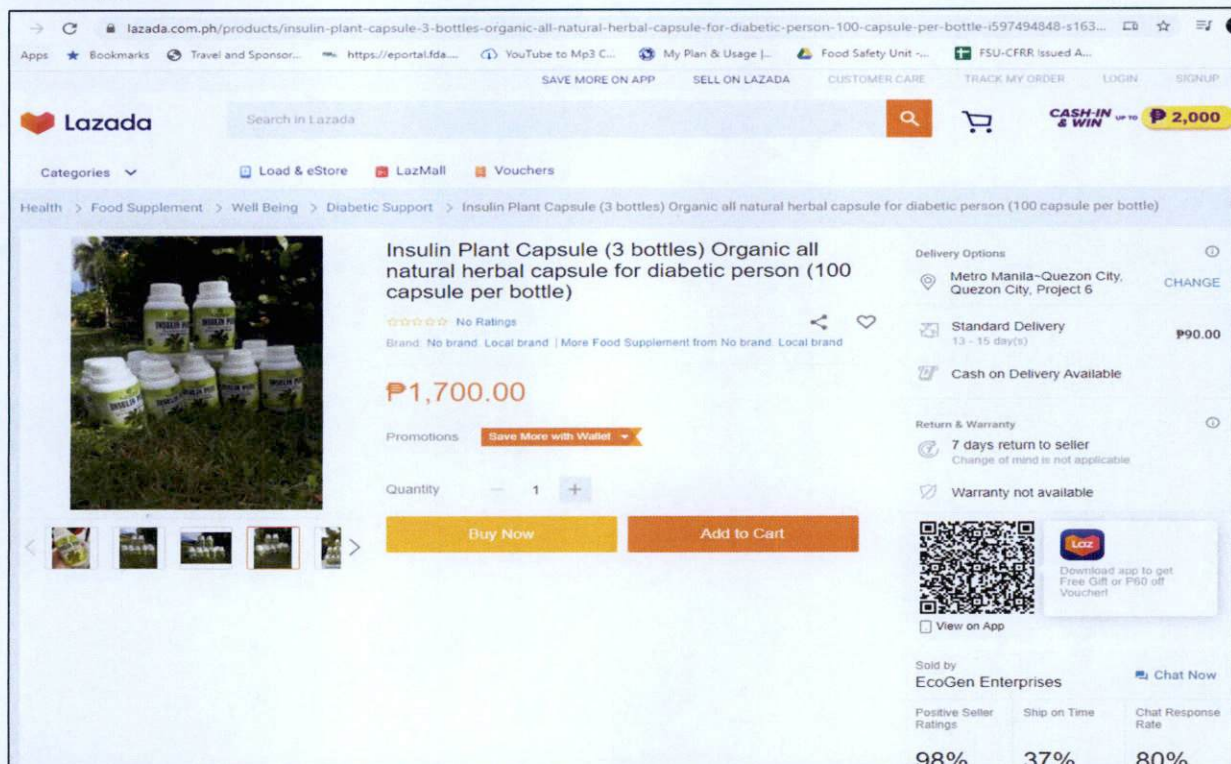 lazada.com.ph/products/insulin-plant-capsule-3-bottles-organic-all-natural-herbal-capsule-for-diabetic-person-100-capsule-per-bottle-i597494848-s163...
Apps Bookmarks Travel and Sponsor... https://eportal.fda.... YouTube to Mp3 C... My Plan & Usage |... Food Safety Unit -... FSU-CFRR Issued A...
SAVE MORE ON APP SELL ON LAZADA CUSTOMER CARE TRACK MY ORDER LOGIN SIGNUP
Lazada Search in Lazada CASH-IN & WIN UP TO ₱ 2,000
Categories Load & eStore LazMall Vouchers
Health > Food Supplement > Well Being > Diabetic Support > Insulin Plant Capsule (3 bottles) Organic all natural herbal capsule for diabetic person (100 capsule per bottle)
Insulin Plant Capsule (3 bottles) Organic all
natural herbal capsule for diabetic person (100
capsule per bottle)
No Ratings
Brand: No brand. Local brand | More Food Supplement from No brand. Local brand
₱1,700.00
Promotions Save More with Wallet
Quantity − 1 +
Buy Now Add to Cart
Delivery Options
Metro Manila~Quezon City,
Quezon City, Project 6
CHANGE
Standard Delivery ₱90.00
13 - 15 day(s)
Cash on Delivery Available
Return & Warranty
7 days return to seller
Change of mind is not applicable
Warranty not available
Laz
Download app to get
Free Gift or P60 off
Voucher!
View on App
Sold by
EcoGen Enterprises Chat Now
Positive Seller Ratings
Ship on Time
Chat Response Rate
98% 37% 80%
INSULIN